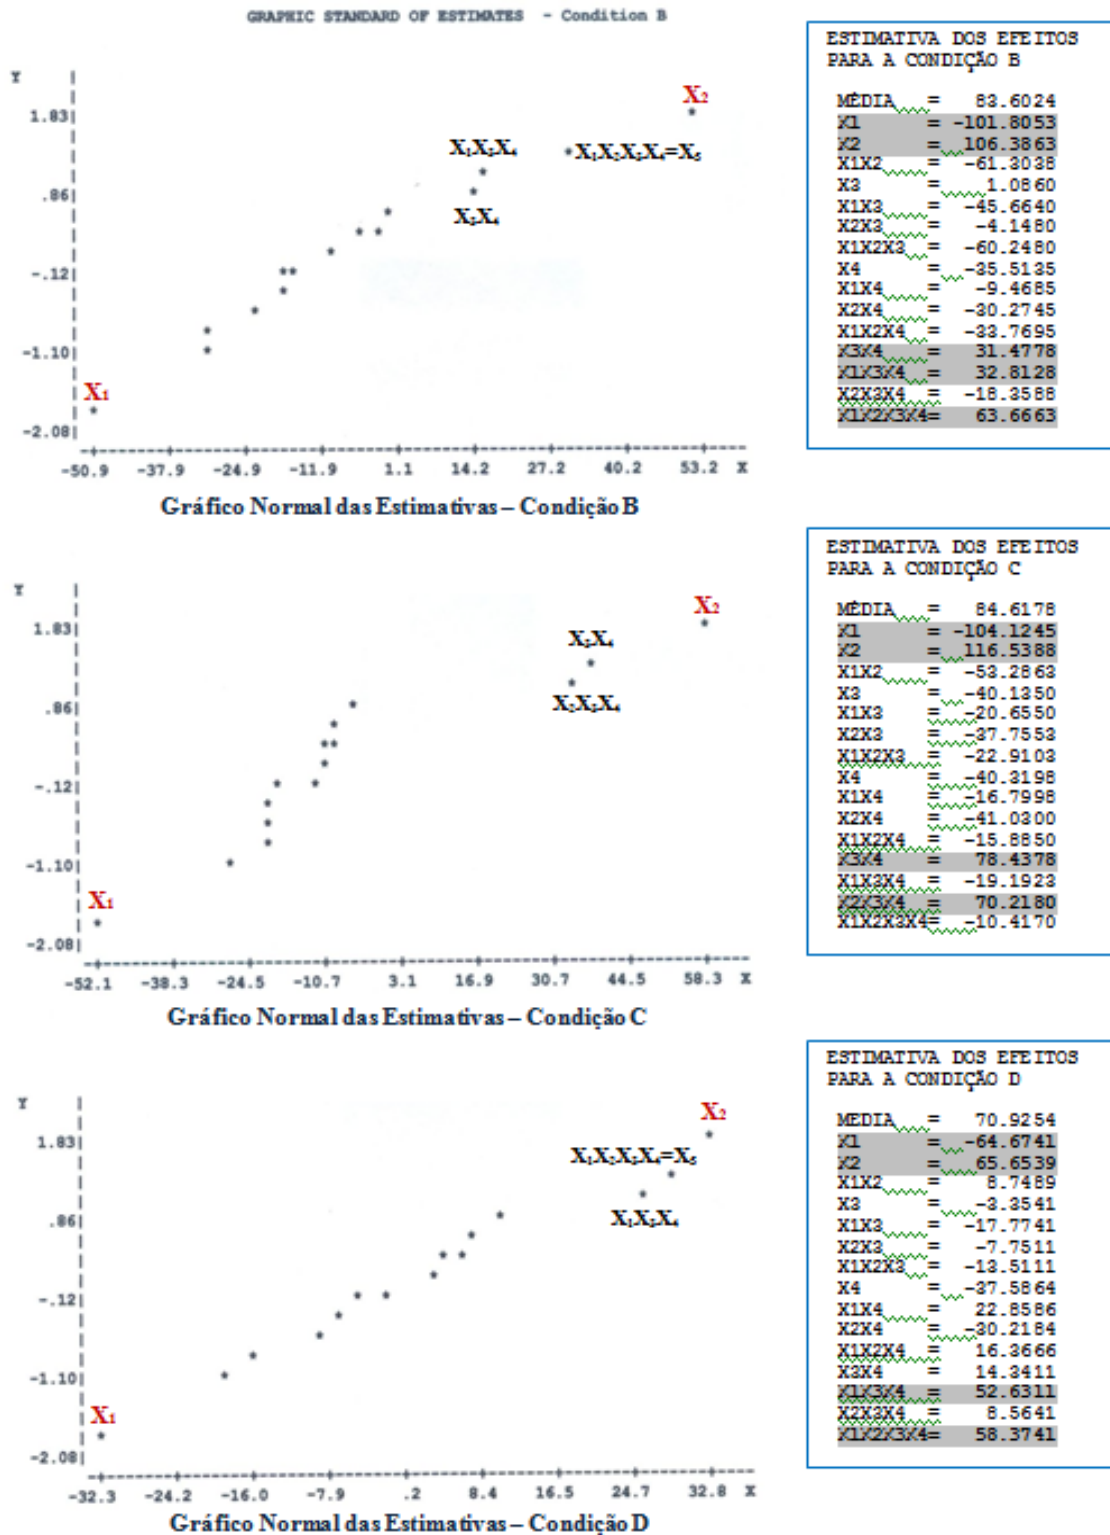 GRAPHIC STANDARD OF ESTIMATES - Condition B
Y
1.83
.86
-.12
-1.10
-2.08
X₂
X₁X₃X₄
X₁X₂X₃X₄=X₅
X₃X₄
X₁
-50.9 -37.9 -24.9 -11.9 1.1 14.2 27.2 40.2 53.2 X
Gráfico Normal das Estimativas – Condição B
ESTIMATIVA DOS EFEITOS
PARA A CONDIÇÃO B
MÉDIA = 83.6024
X1 = -101.8053
X2 = 106.3863
X1X2 = -61.3038
X3 = 1.0860
X1X3 = -45.6640
X2X3 = -4.1480
X1X2X3 = -60.2480
X4 = -35.5135
X1X4 = -9.4685
X2X4 = -30.2745
X1X2X4 = -33.7695
X3X4 = 31.4778
X1X3X4 = 32.8128
X2X3X4 = -18.3588
X1X2X3X4= 63.6663
Y
1.83
.86
-.12
-1.10
-2.08
X₂
X₃X₄
X₂X₃X₄
X₁
-52.1 -38.3 -24.5 -10.7 3.1 16.9 30.7 44.5 58.3 X
Gráfico Normal das Estimativas – Condição C
ESTIMATIVA DOS EFEITOS
PARA A CONDIÇÃO C
MÉDIA = 84.6178
X1 = -104.1245
X2 = 116.5388
X1X2 = -53.2863
X3 = -40.1350
X1X3 = -20.6550
X2X3 = -37.7553
X1X2X3 = -22.9103
X4 = -40.3198
X1X4 = -16.7998
X2X4 = -41.0300
X1X2X4 = -15.8850
X3X4 = 78.4378
X1X3X4 = -19.1923
X2X3X4 = 70.2180
X1X2X3X4= -10.4170
Y
1.83
.86
-.12
-1.10
-2.08
X₂
X₁X₂X₃X₄=X₅
X₁X₃X₄
X₁
-32.3 -24.2 -16.0 -7.9 .2 8.4 16.5 24.7 32.8 X
Gráfico Normal das Estimativas – Condição D
ESTIMATIVA DOS EFEITOS
PARA A CONDIÇÃO D
MEDIA = 70.9254
X1 = -64.6741
X2 = 65.6539
X1X2 = 8.7489
X3 = -3.3541
X1X3 = -17.7741
X2X3 = -7.7511
X1X2X3 = -13.5111
X4 = -37.5864
X1X4 = 22.8586
X2X4 = -30.2184
X1X2X4 = 16.3666
X3X4 = 14.3411
X1X3X4 = 52.6311
X2X3X4 = 8.5641
X1X2X3X4= 58.3741